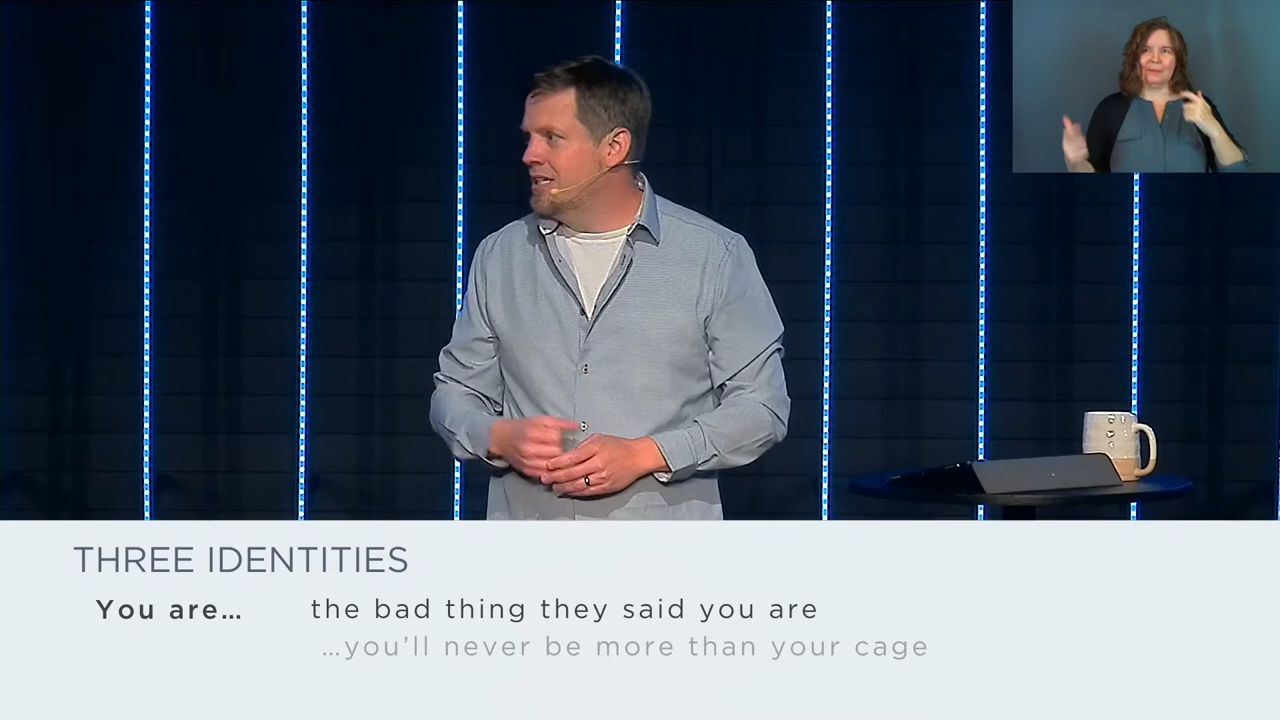 THREE IDENTITIES
You are… the bad thing they said you are
…you’ll never be more than your cage